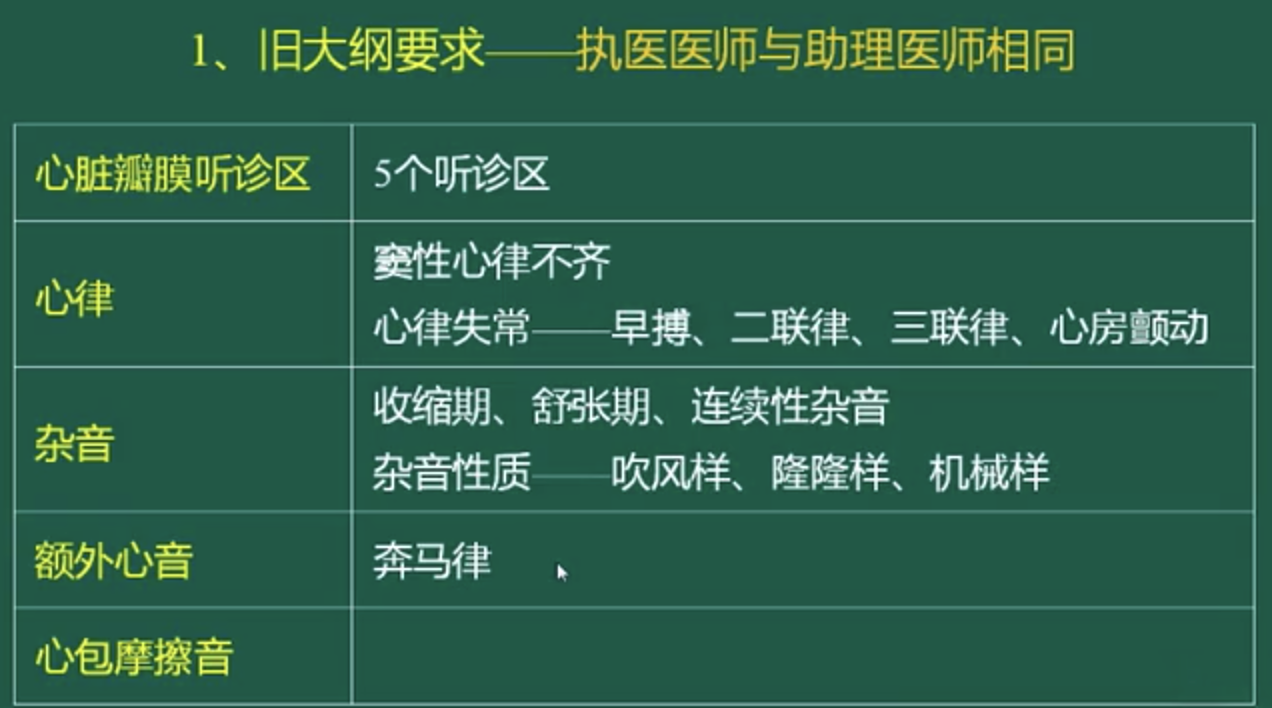 1、旧大纲要求——执医医师与助理医师相同
心脏瓣膜听诊区
5个听诊区
心律
窦性心律不齐
心律失常——早搏、二联律、三联律、心房颤动
杂音
收缩期、舒张期、连续性杂音
杂音性质——吹风样、隆隆样、机械样
额外心音
奔马律
心包摩擦音